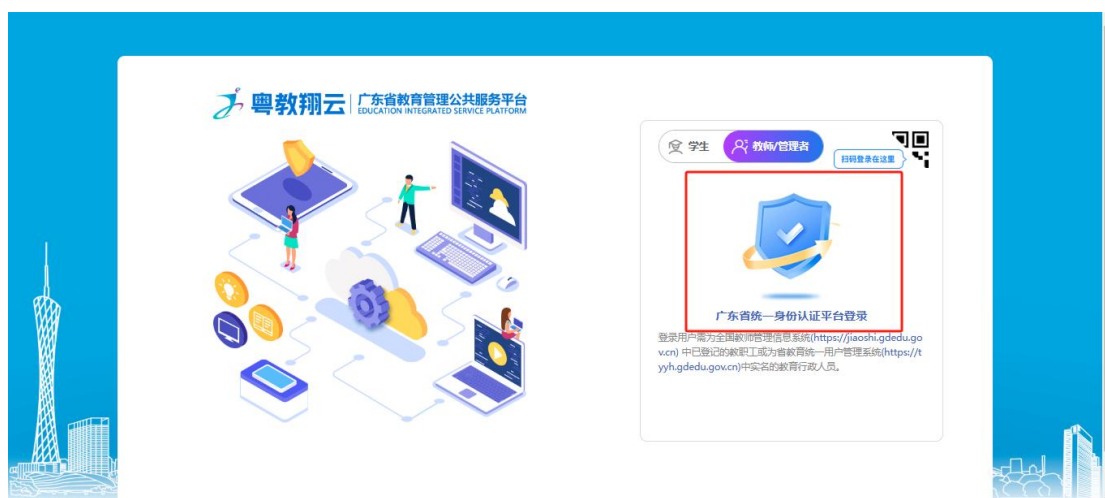 粤教翔云
广东省教育管理公共服务平台
EDUCATION INTEGRATED SERVICE PLATFORM
学生
教师/管理者
扫码登录在这里
广东省统一身份认证平台登录
登录用户需为全国教师管理信息系统(https://jiaoshi.gdedu.go
v.cn) 中已登记的教职工或为省教育统一用户管理系统(https://t
yyh.gdedu.gov.cn)中实名的教育行政人员。